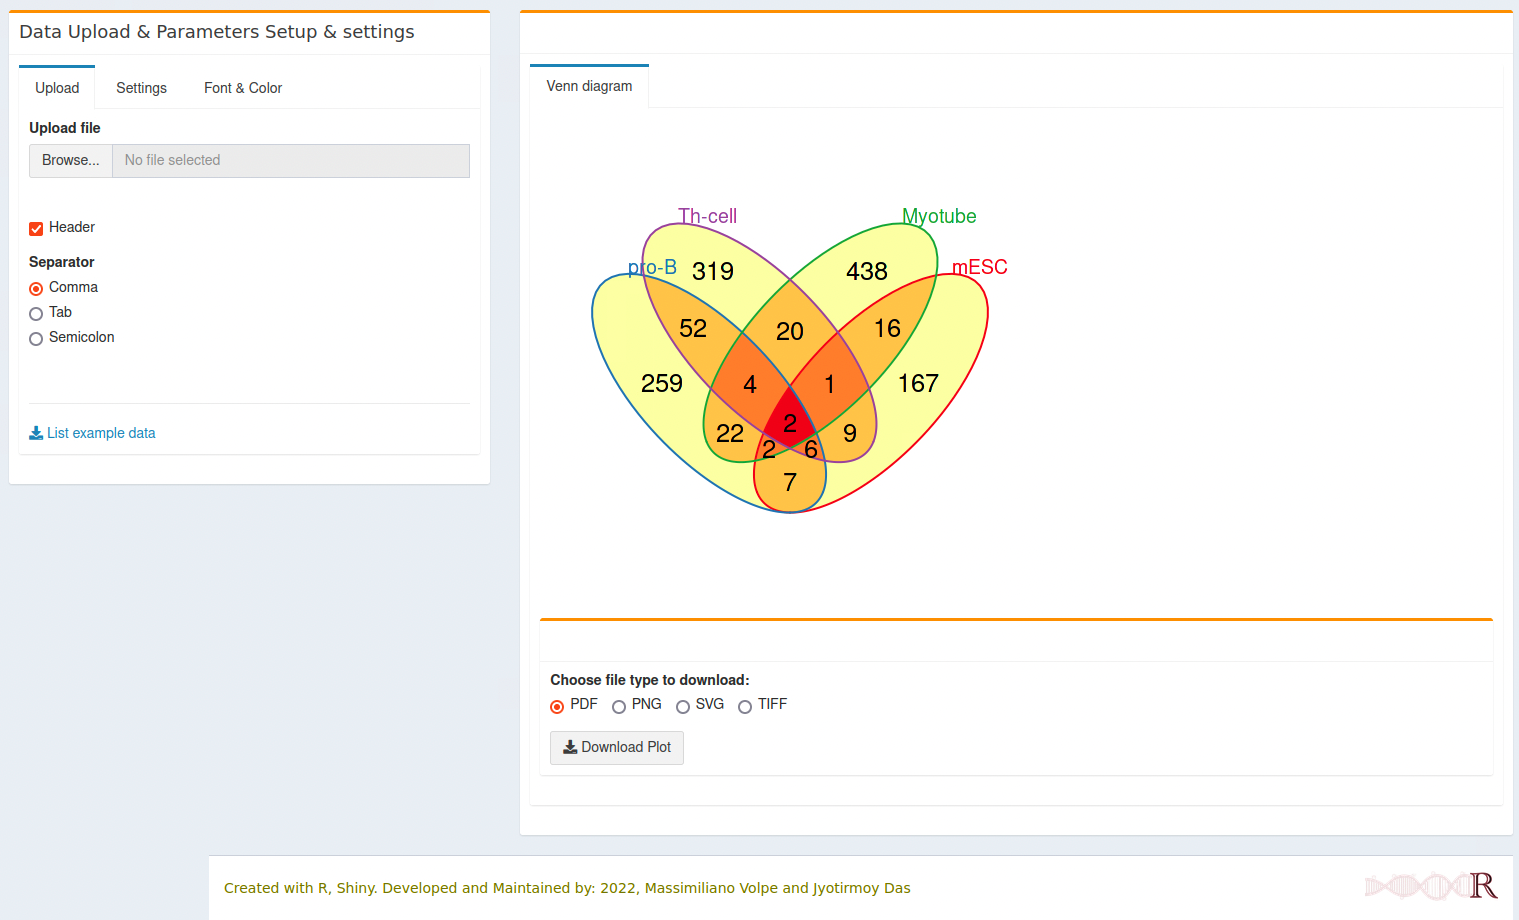 Data Upload & Parameters Setup & settings
Upload Settings Font & Color
Upload file
Browse... No file selected
Header
Separator
Comma
Tab
Semicolon
List example data
Venn diagram
Th-cell Myotube
pro-B 319 438 mESC
52 20 16
259 4 1 167
2
22 9
2 6
7
Choose file type to download:
PDF PNG SVG TIFF
Download Plot
Created with R, Shiny. Developed and Maintained by: 2022, Massimiliano Volpe and Jyotirmoy Das
R